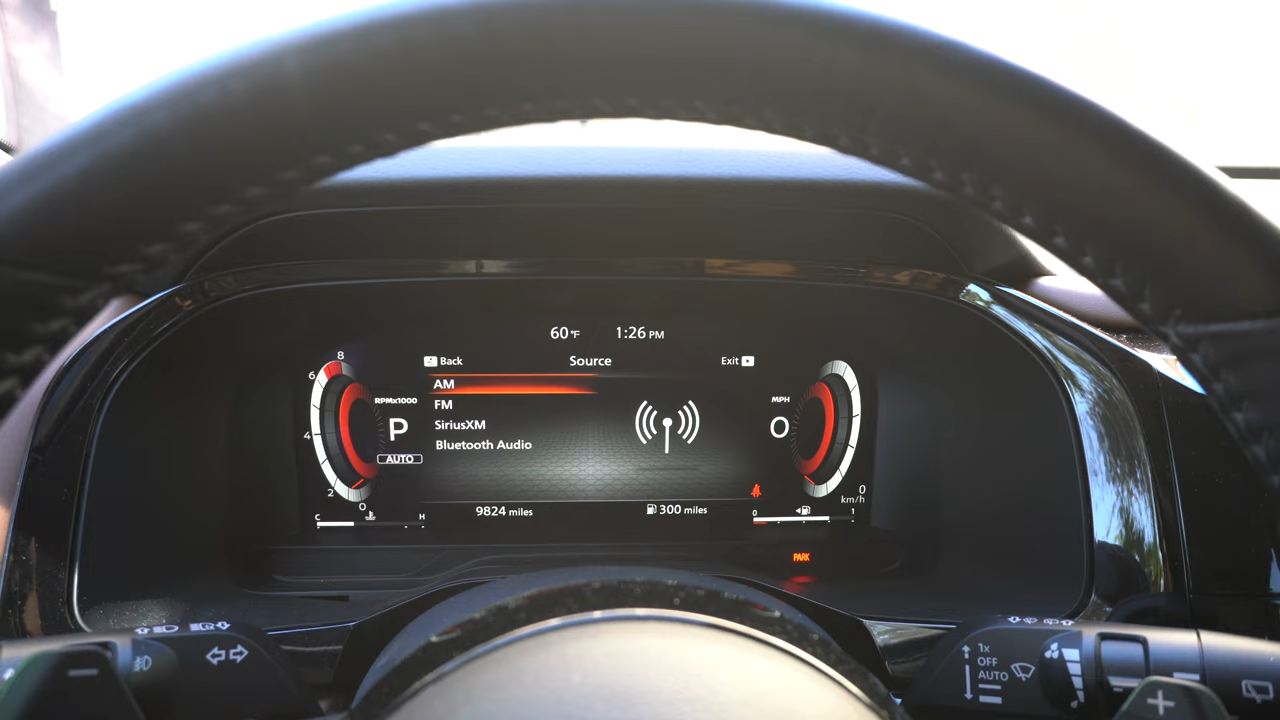 60°F 1:26 PM
Back Source Exit
AM
FM
SiriusXM
Bluetooth Audio
8
6
4
2
0
RPMx1000
P
AUTO
C H
9824 miles
300 miles
MPH
0
0
km/h
0 1
PARK
1x
OFF
AUTO